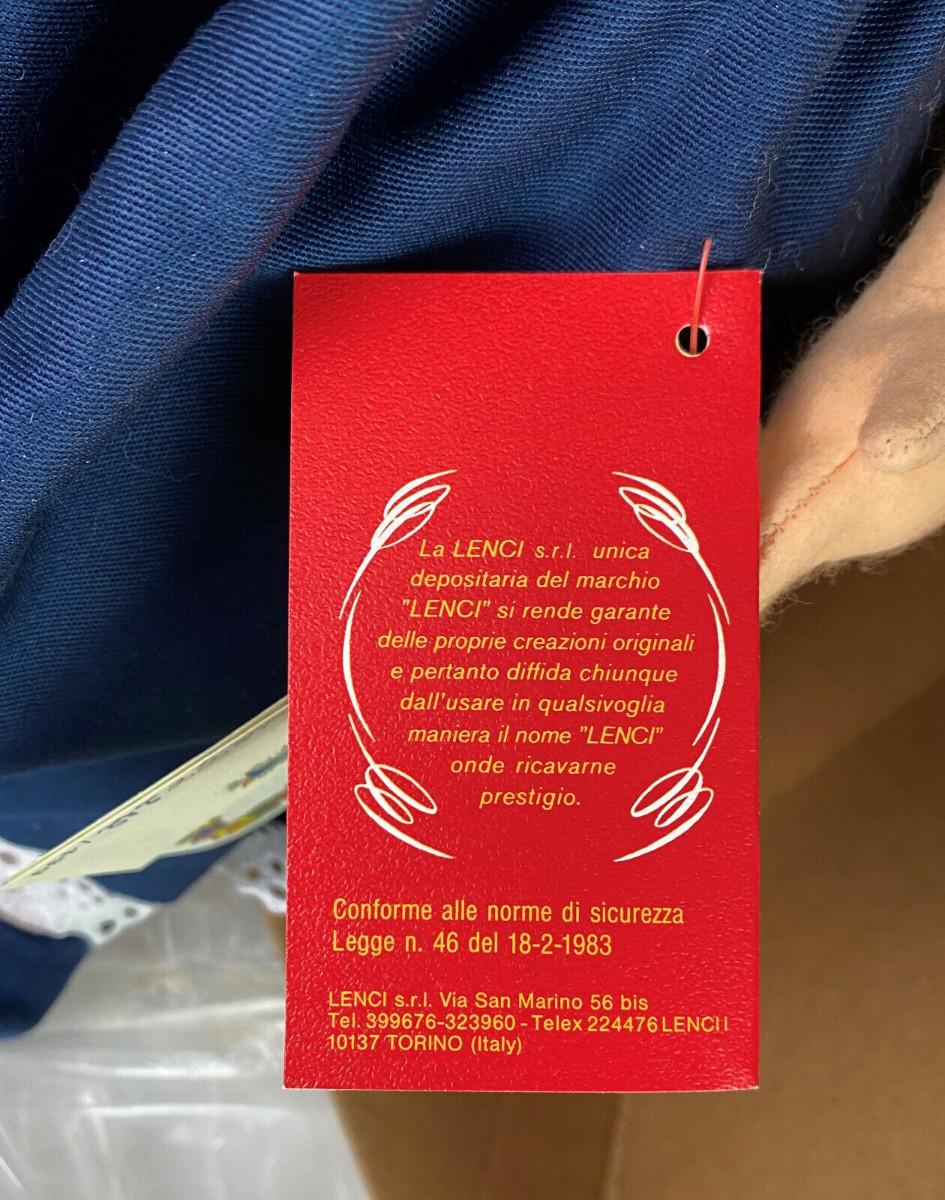 La LENCI s.r.l. unica
depositaria del marchio
"LENCI" si rende garante
delle proprie creazioni originali
e pertanto diffida chiunque
dall'usare in qualsivoglia
maniera il nome "LENCI"
onde ricavarne
prestigio.
Conforme alle norme di sicurezza
Legge n. 46 del 18-2-1983
LENCI s.r.l. Via San Marino 56 bis
Tel. 399676-323960 - Telex 224476 LENCI I
10137 TORINO (Italy)